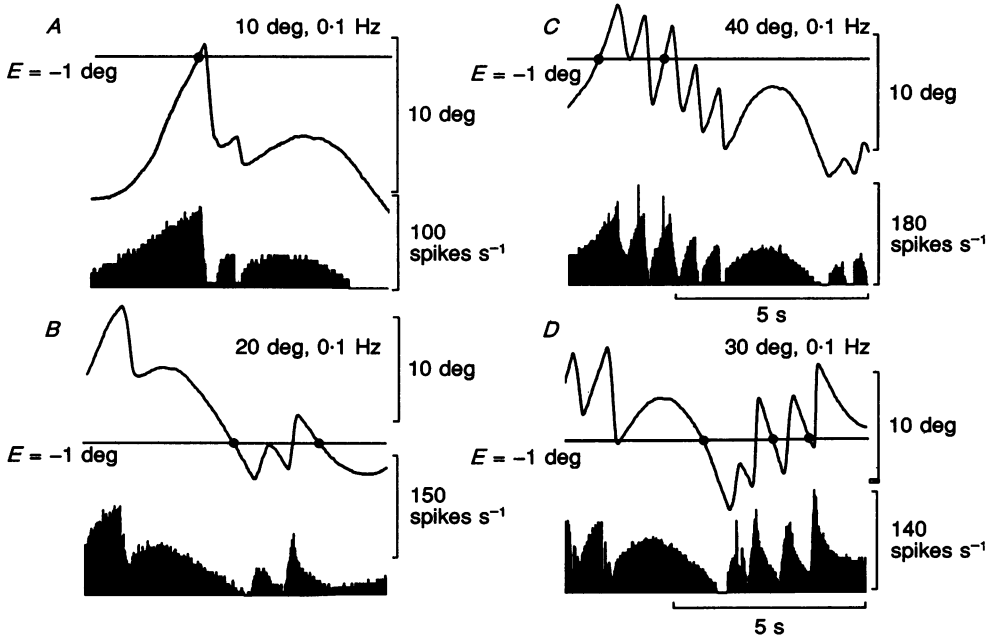 A
10 deg, 0·1 Hz
E = −1 deg
10 deg
100
spikes s⁻¹
B
20 deg, 0·1 Hz
10 deg
E = −1 deg
150
spikes s⁻¹
C
40 deg, 0·1 Hz
E = −1 deg
10 deg
180
spikes s⁻¹
5 s
D
30 deg, 0·1 Hz
10 deg
E = −1 deg
140
spikes s⁻¹
5 s